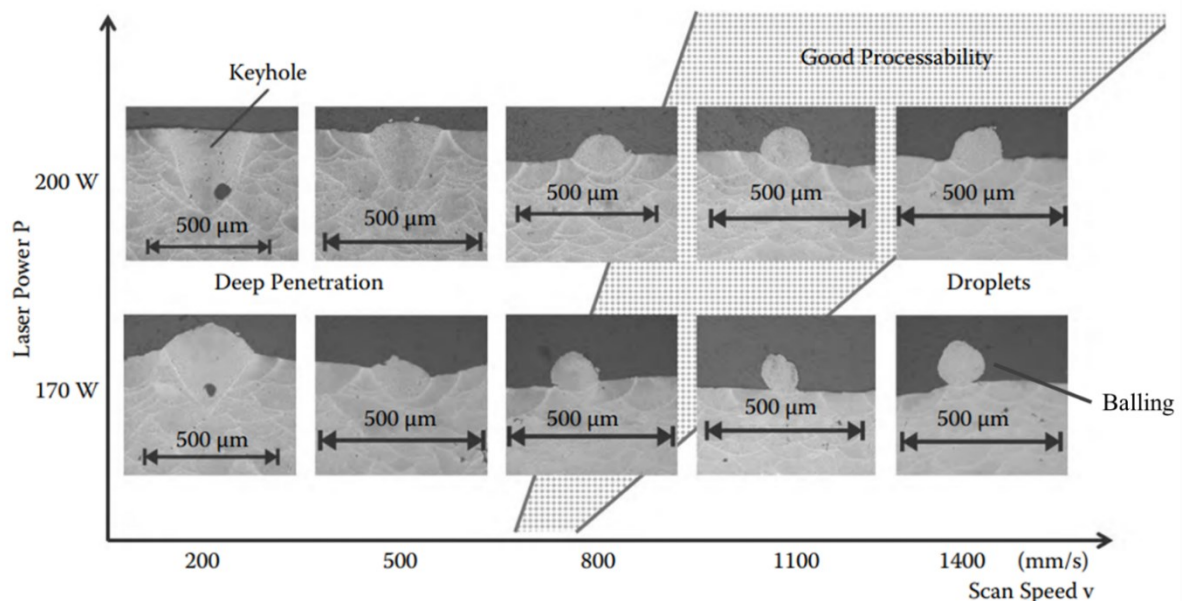 Good Processability
Keyhole
200 W
500 μm
500 μm
500 μm
500 μm
500 μm
Laser Power P
Deep Penetration
Droplets
170 W
500 μm
500 μm
500 μm
500 μm
500 μm
Balling
200
500
800
1100
1400
(mm/s)
Scan Speed v